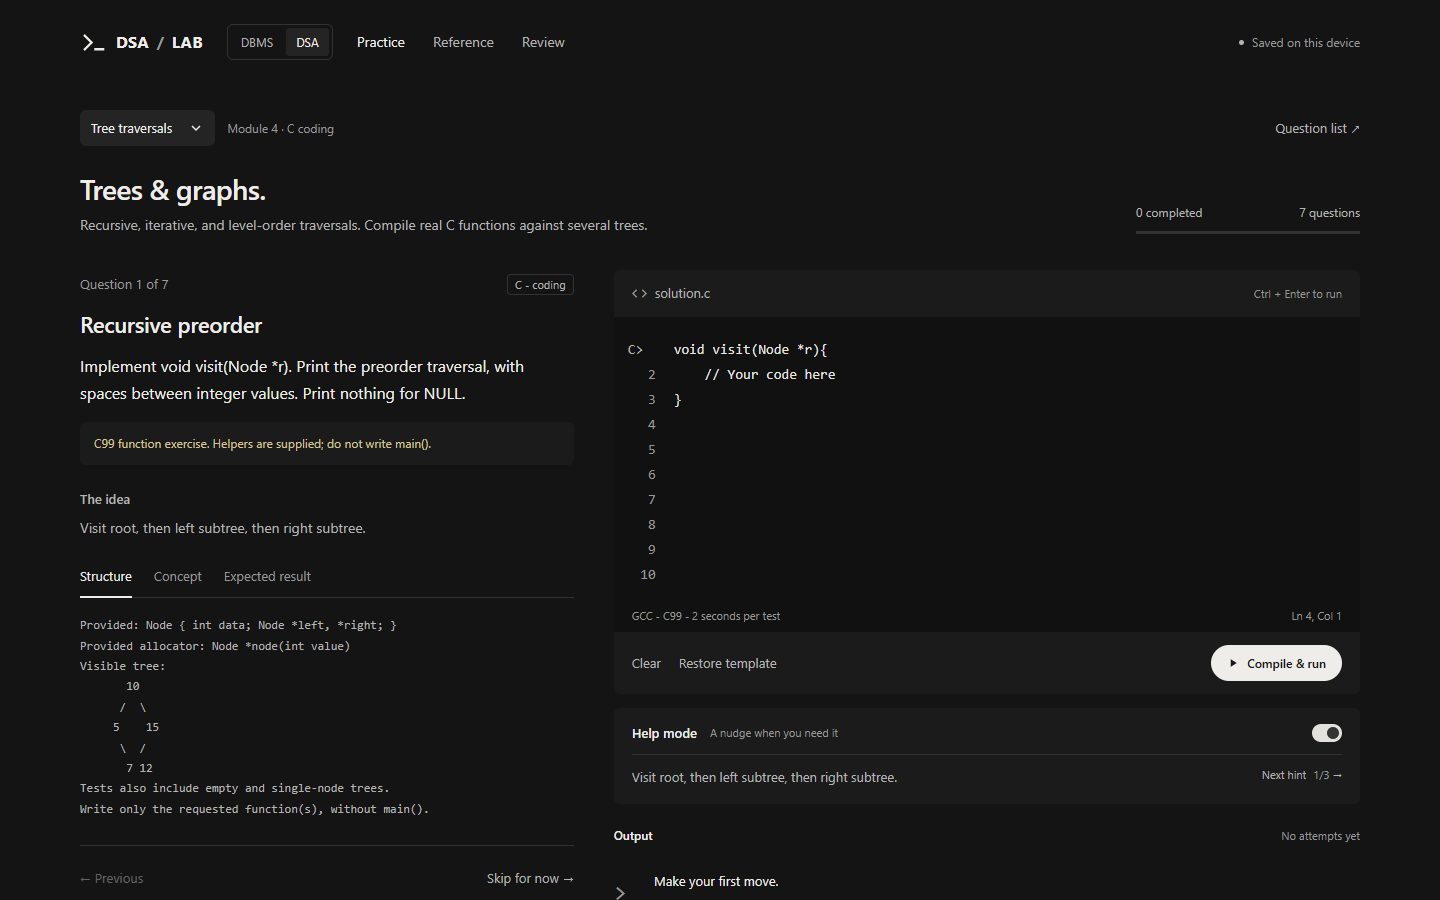 DSA / LAB DBMS DSA Practice Reference Review Saved on this device
Tree traversals Module 4 · C coding Question list ↗
Trees & graphs.
Recursive, iterative, and level-order traversals. Compile real C functions against several trees.
0 completed 7 questions
Question 1 of 7 C - coding
Recursive preorder
Implement void visit(Node *r). Print the preorder traversal, with
spaces between integer values. Print nothing for NULL.
C99 function exercise. Helpers are supplied; do not write main().
The idea
Visit root, then left subtree, then right subtree.
Structure Concept Expected result
Provided: Node { int data; Node *left, *right; }
Provided allocator: Node *node(int value)
Visible tree:
10
/ \
5 15
\ /
7 12
Tests also include empty and single-node trees.
Write only the requested function(s), without main().
← Previous Skip for now →
<> solution.c Ctrl + Enter to run
C> void visit(Node *r){
2 // Your code here
3 }
4
5
6
7
8
9
10
GCC - C99 - 2 seconds per test Ln 4, Col 1
Clear Restore template Compile & run
Help mode A nudge when you need it
Visit root, then left subtree, then right subtree. Next hint 1/3 →
Output No attempts yet
Make your first move.